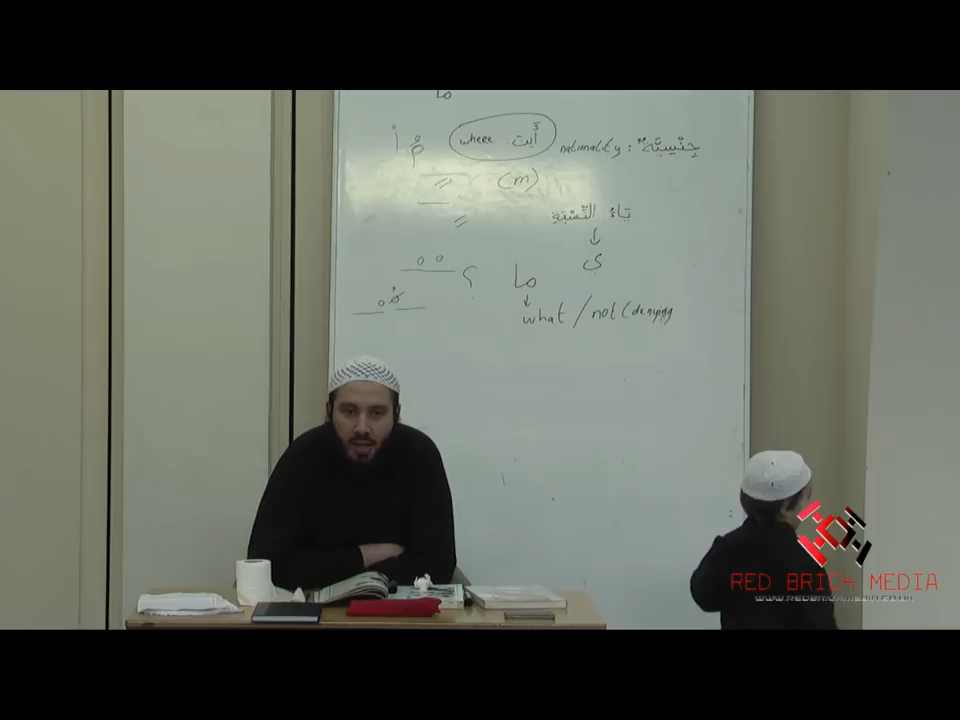 ما
أَيْنَ : where
nationality : جِنْسِيَّة
(m)
يَاءُ النِّسْبَةِ
ي
ما ؟
what / not (denying
RED BRICK MEDIA